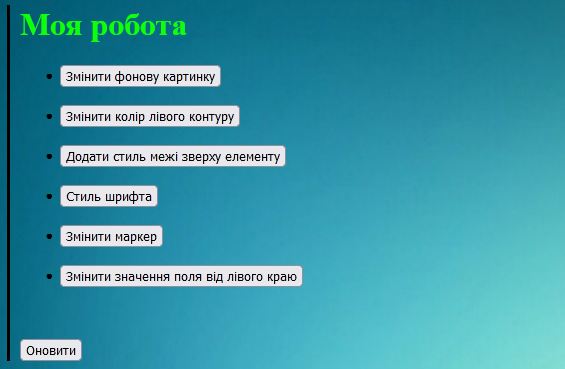 Моя робота
Змінити фонову картинку
Змінити колір лівого контуру
Додати стиль межі зверху елементу
Стиль шрифта
Змінити маркер
Змінити значення поля від лівого краю
Оновити